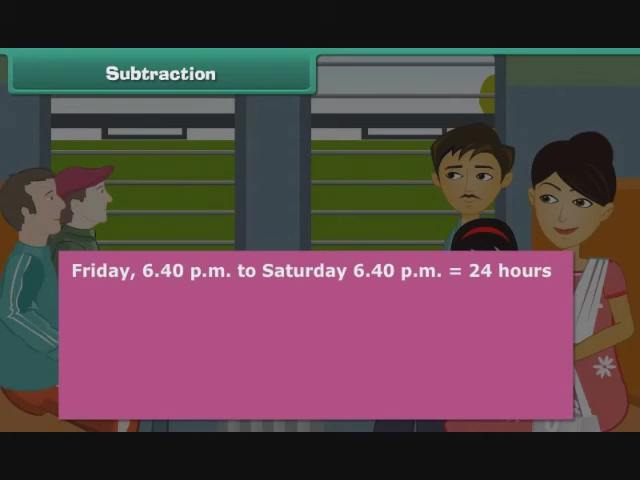 Subtraction
Friday, 6.40 p.m. to Saturday 6.40 p.m. = 24 hours